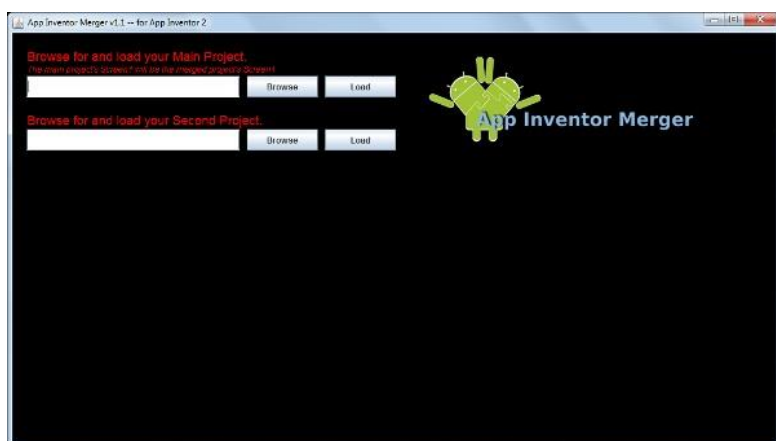 App Inventor Merger v1.1 -- for App Inventor 2
Browse for and load your Main Project.
The main project's Screen1 will be the merged project's Screen1
Browse
Load
App Inventor Merger
Browse for and load your Second Project.
Browse
Load